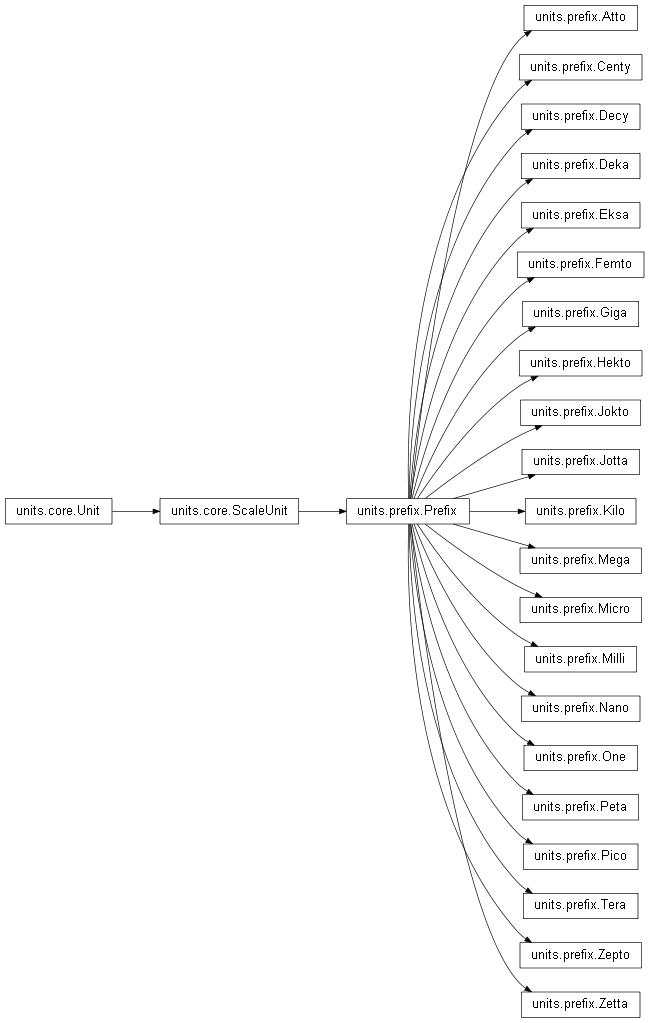 units.prefix.Atto
units.prefix.Centy
units.prefix.Decy
units.prefix.Deka
units.prefix.Eksa
units.prefix.Femto
units.prefix.Giga
units.prefix.Hekto
units.prefix.Jokto
units.prefix.Jotta
units.core.Unit
units.core.ScaleUnit
units.prefix.Prefix
units.prefix.Kilo
units.prefix.Mega
units.prefix.Micro
units.prefix.Milli
units.prefix.Nano
units.prefix.One
units.prefix.Peta
units.prefix.Pico
units.prefix.Tera
units.prefix.Zepto
units.prefix.Zetta